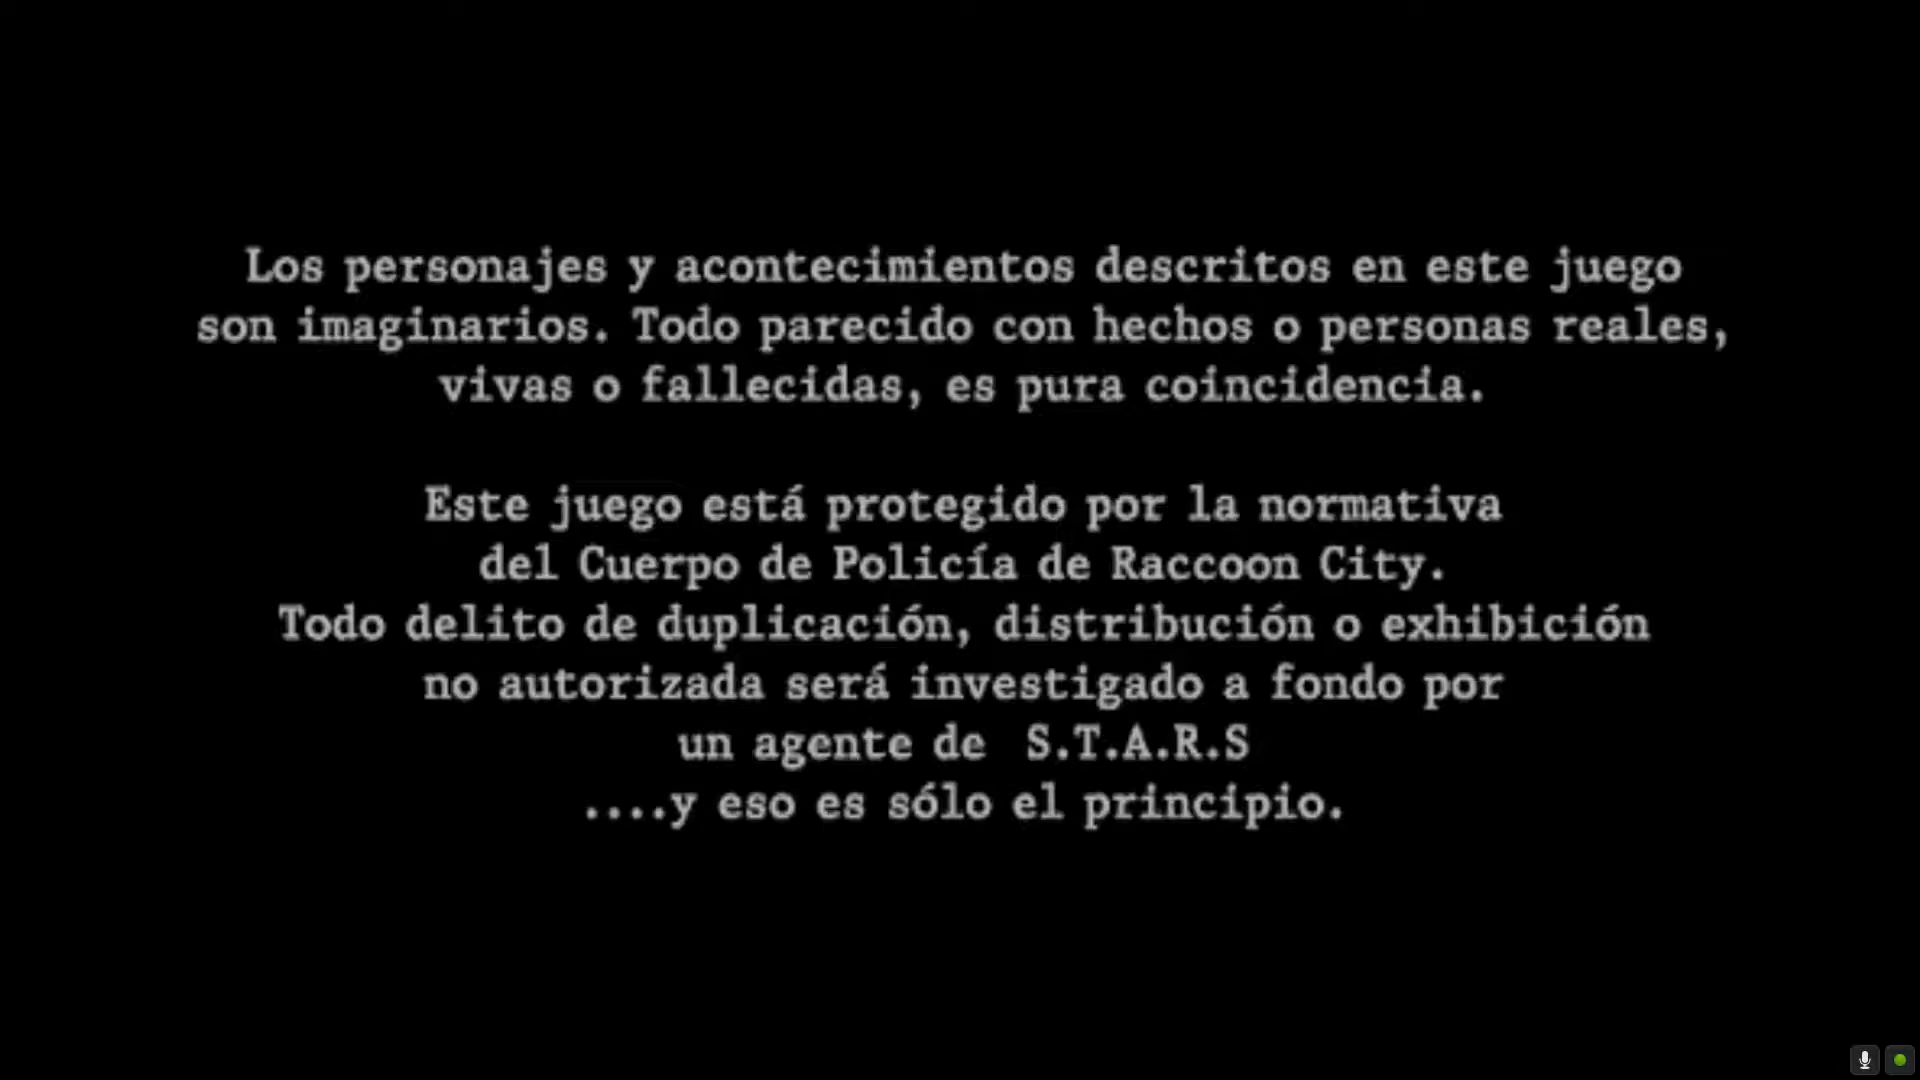 Los personajes y acontecimientos descritos en este juego
son imaginarios. Todo parecido con hechos o personas reales,
vivas o fallecidas, es pura coincidencia.
Este juego está protegido por la normativa
del Cuerpo de Policía de Raccoon City.
Todo delito de duplicación, distribución o exhibición
no autorizada será investigado a fondo por
un agente de  S.T.A.R.S
....y eso es sólo el principio.